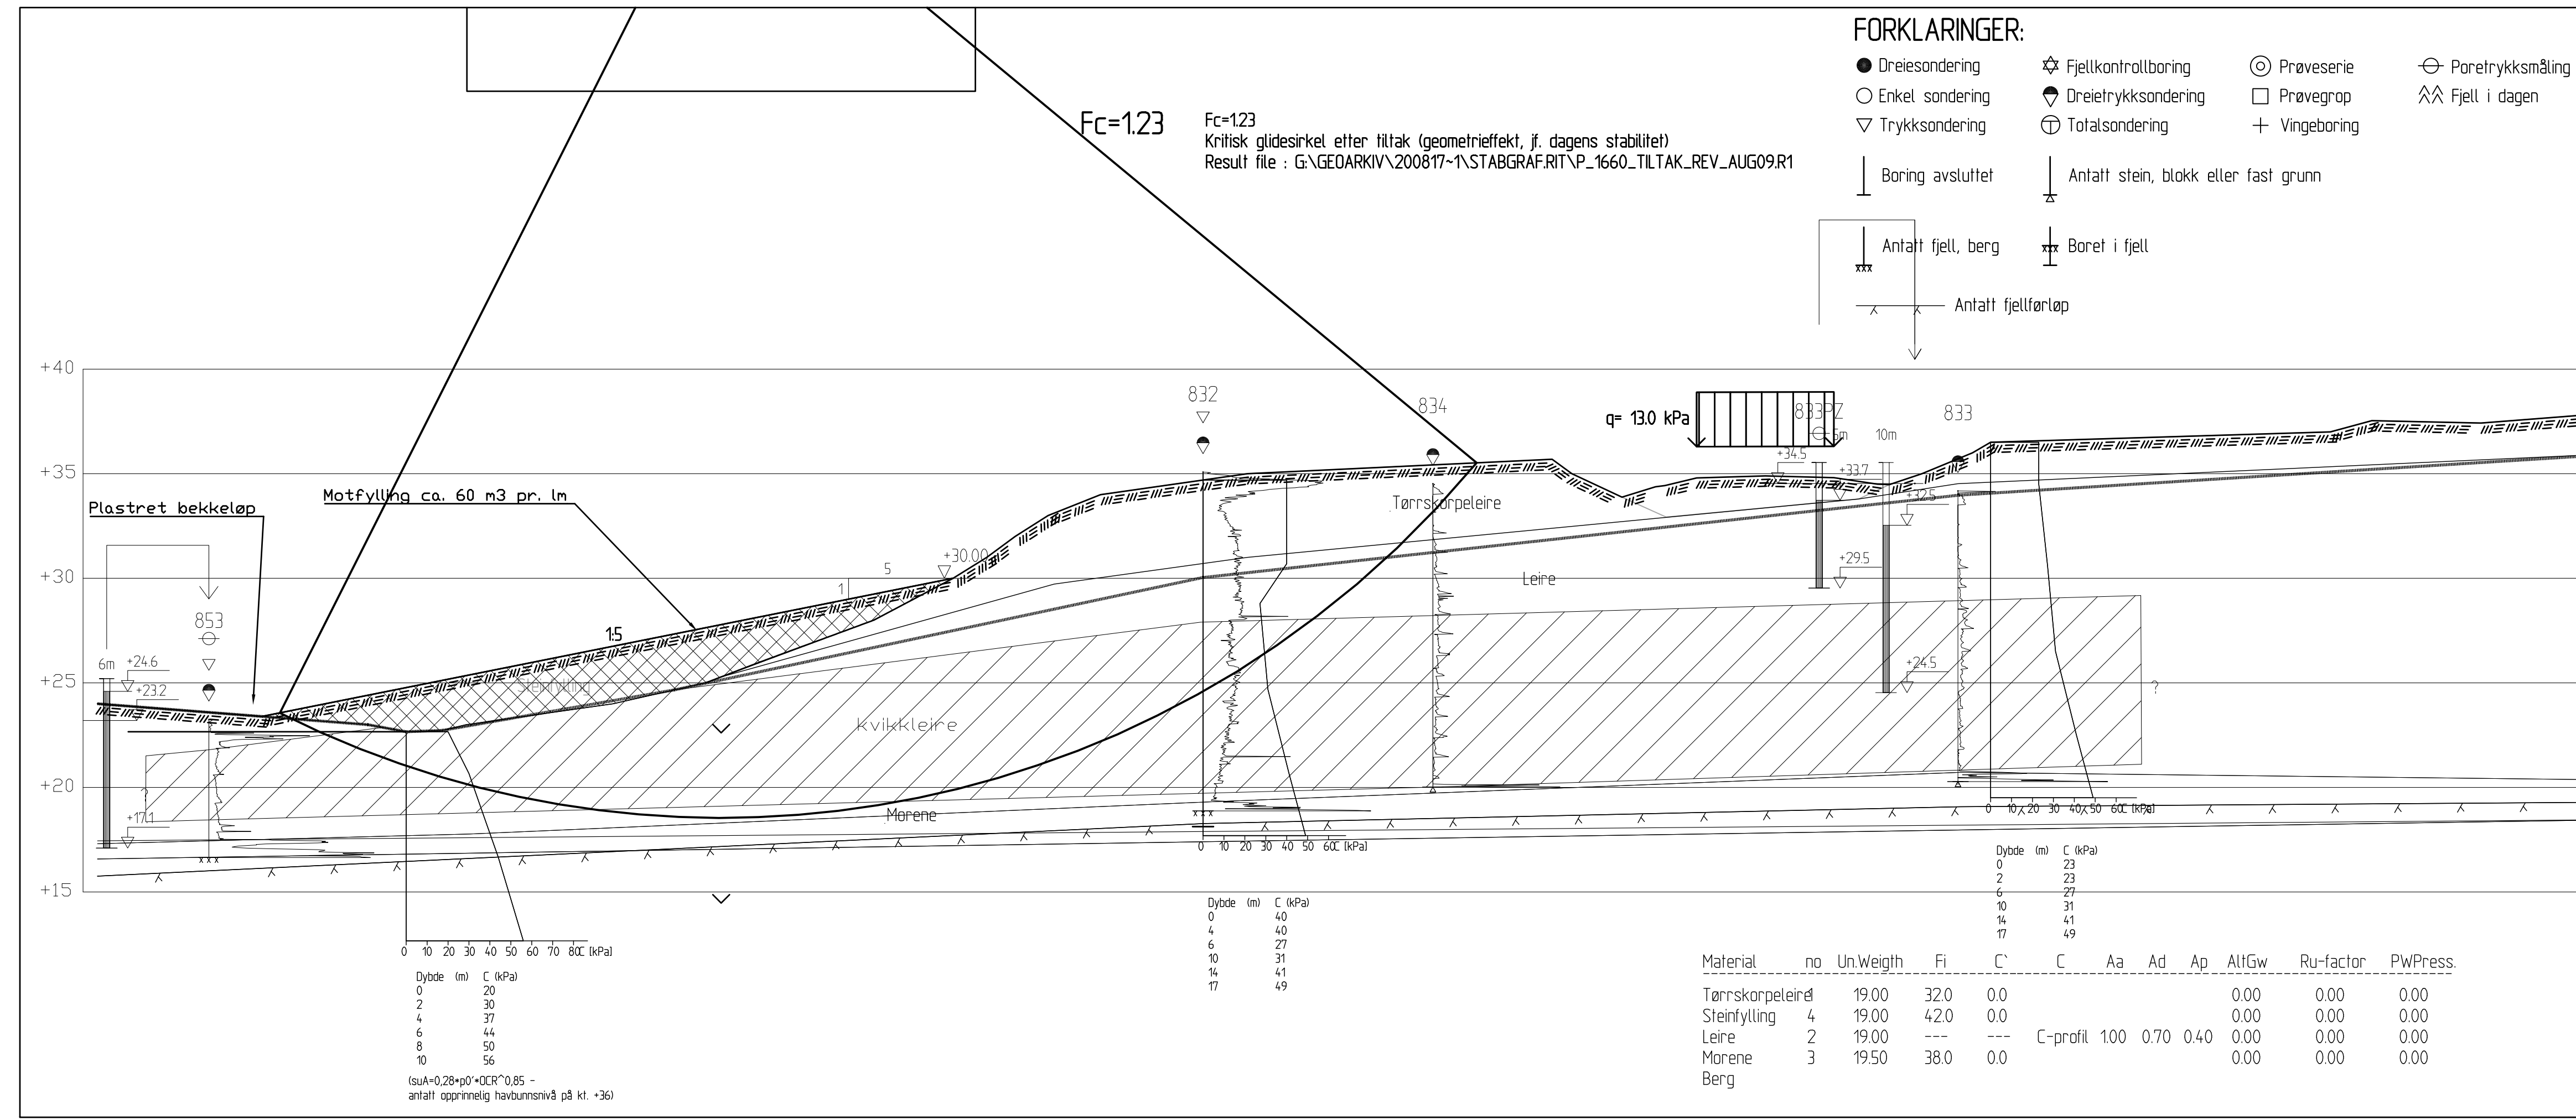 FORKLARINGER:
Dreiesondering
Fjellkontrollboring
Prøveserie
Poretrykksmåling
Enkel sondering
Dreietrykksondering
Prøvegrop
Fjell i dagen
Trykksondering
Totalsondering
Vingeboring
Boring avsluttet
Antatt stein, blokk eller fast grunn
Antatt fjell, berg
Boret i fjell
Antatt fjellførløp
Fc=1.23
Fc=1.23
Kritisk glidesirkel etter tiltak (geometrieffekt, jf. dagens stabilitet)
Result file : G:\GEOARKIV\200817~1\STABGRAF.RIT\P_1660_TILTAK_REV_AUG09.R1
+40
+35
+30
+25
+20
+15
832
834
q= 13.0 kPa
833PZ
6m
10m
833
+34.5
+33.7
+32.5
+29.5
+24.5
Plastret bekkeløp
Motfylling ca. 60 m3 pr. lm
Tørrskorpeleire
Leire
+30.00
5
1
1:5
853
6m
+24.6
+23.2
+17.1
Steinfylling
Kvikkleire
Morene
?
?
0 10 20 30 40 50 60 C [kPa]
0 10 20 30 40 50 60 C [kPa]
0 10 20 30 40 50 60 70 80 C [kPa]
Dybde (m) C (kPa)
0 23
2 23
6 27
10 31
14 41
17 49
Dybde (m) C (kPa)
0 40
4 40
6 27
10 31
14 41
17 49
Dybde (m) C (kPa)
0 20
2 30
4 37
6 44
8 50
10 56
(suA=0,28*p0'*OCR^0,85 -
antatt opprinnelig havbunnsnivå på kt. +36)
Material no Un.Weigth Fi C` C Aa Ad Ap AltGw Ru-factor PWPress.
Tørrskorpeleire 1 19.00 32.0 0.0 0.00 0.00 0.00
Steinfylling 4 19.00 42.0 0.0 0.00 0.00 0.00
Leire 2 19.00 --- --- C-profil 1.00 0.70 0.40 0.00 0.00 0.00
Morene 3 19.50 38.0 0.0 0.00 0.00 0.00
Berg